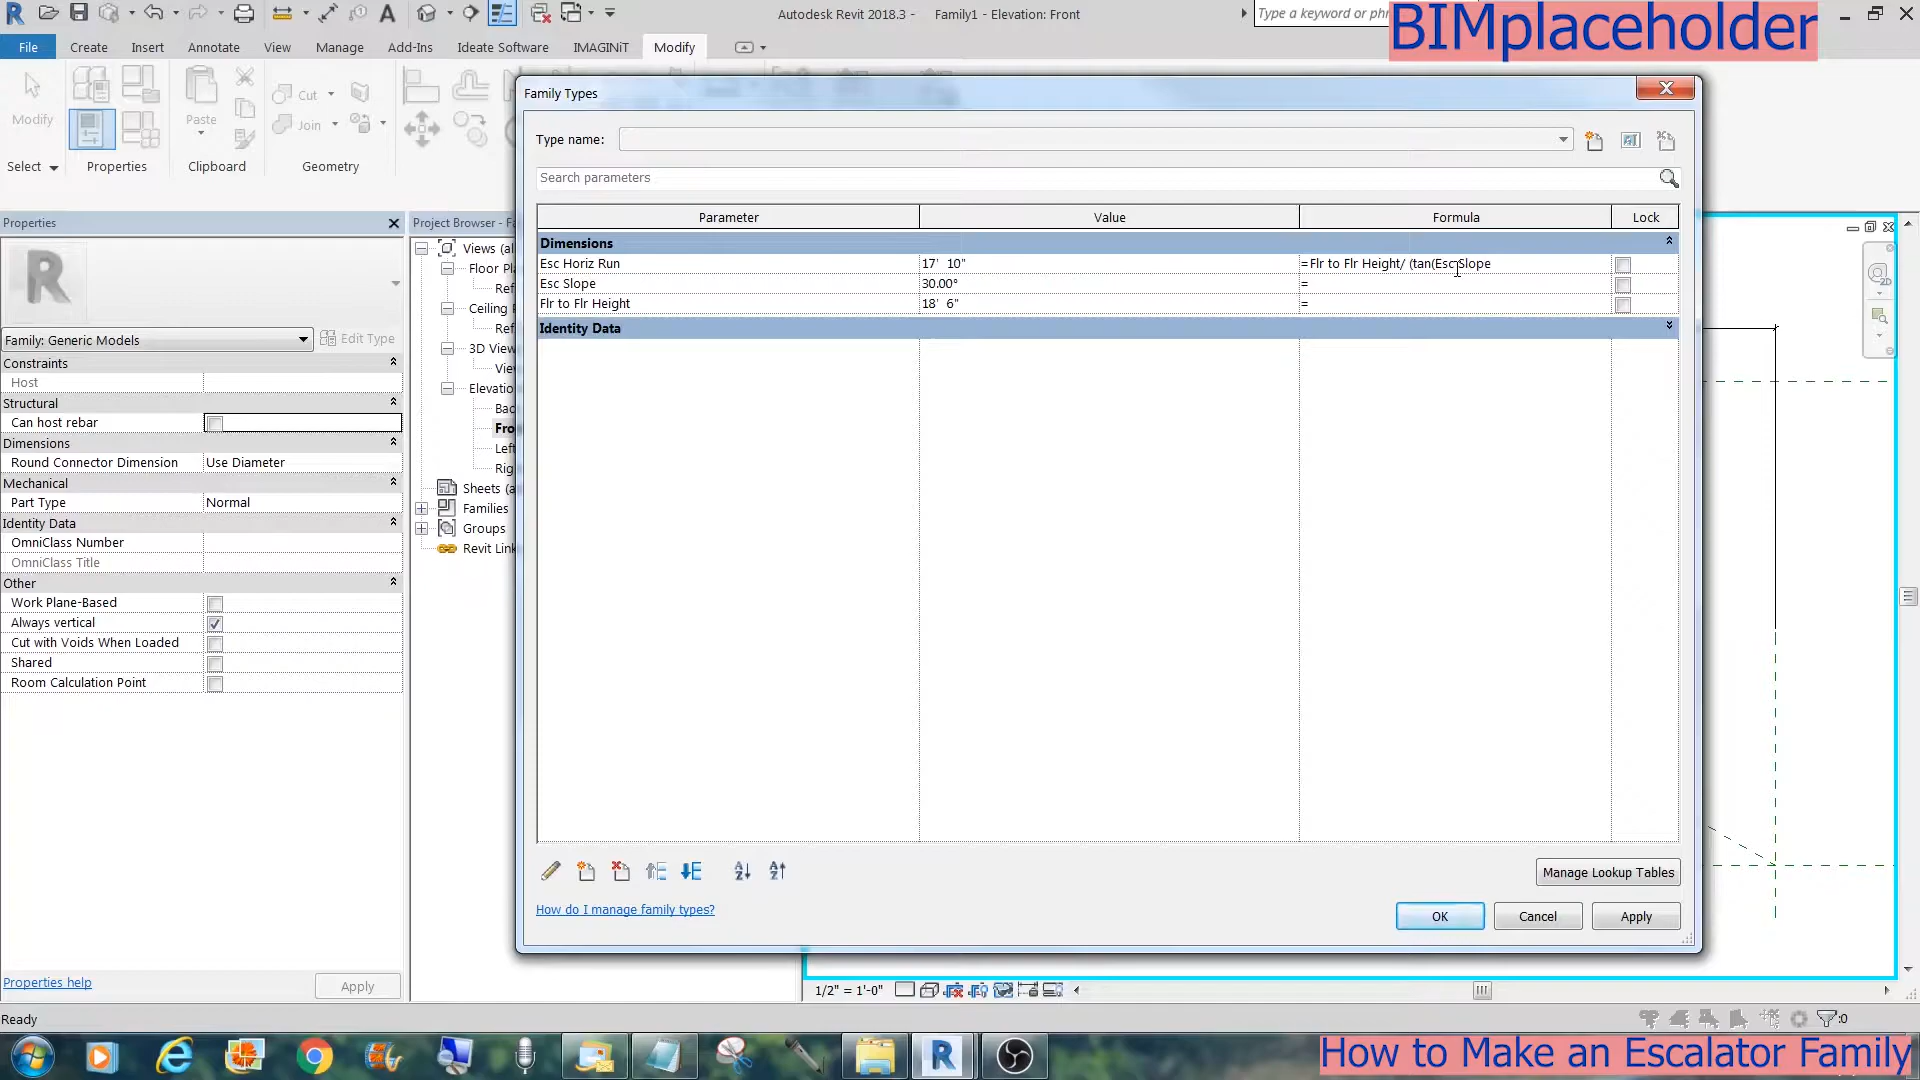 Autodesk Revit 2018.3 - Family1 - Elevation: Front
Type a keyword or phr
BIMplaceholder
File Create Insert Annotate View Manage Add-Ins Ideate Software IMAGINiT Modify
Modify
Paste
Cut
Join
Select
Properties
Clipboard
Geometry
Properties
Family: Generic Models
Edit Type
Constraints
Host
Structural
Can host rebar
Dimensions
Round Connector Dimension Use Diameter
Mechanical
Part Type Normal
Identity Data
OmniClass Number
OmniClass Title
Other
Work Plane-Based
Always vertical
Cut with Voids When Loaded
Shared
Room Calculation Point
Properties help
Apply
Project Browser - Fa
Views (al
Floor Pla
Ref
Ceiling P
Ref
3D View
Viev
Elevatio
Bac
Fro
Left
Rig
Sheets (a
Families
Groups
Revit Link
Family Types
Type name:
Search parameters
Parameter Value Formula Lock
Dimensions
Esc Horiz Run 17' 10" =Flr to Flr Height/ (tan(Esc Slope
Esc Slope 30.00° =
Flr to Flr Height 18' 6" =
Identity Data
Manage Lookup Tables
How do I manage family types?
OK Cancel Apply
1/2" = 1'-0"
Ready
:0
How to Make an Escalator Family